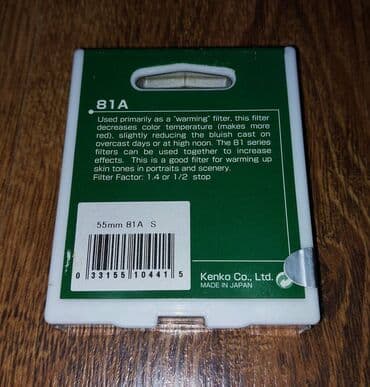 81A
Used primarily as a "warming" filter, this filter
decreases color temperature (makes more
red), slightly reducing the bluish cast on
overcast days or at high noon. The 81 series
filters can be used together to increase
effects. This is a good filter for warming up
skin tones in portraits and scenery.
Filter Factor: 1.4 or 1/2 stop
55mm 81A S
0 33155 10441 5
Kenko Co., Ltd.
MADE IN JAPAN